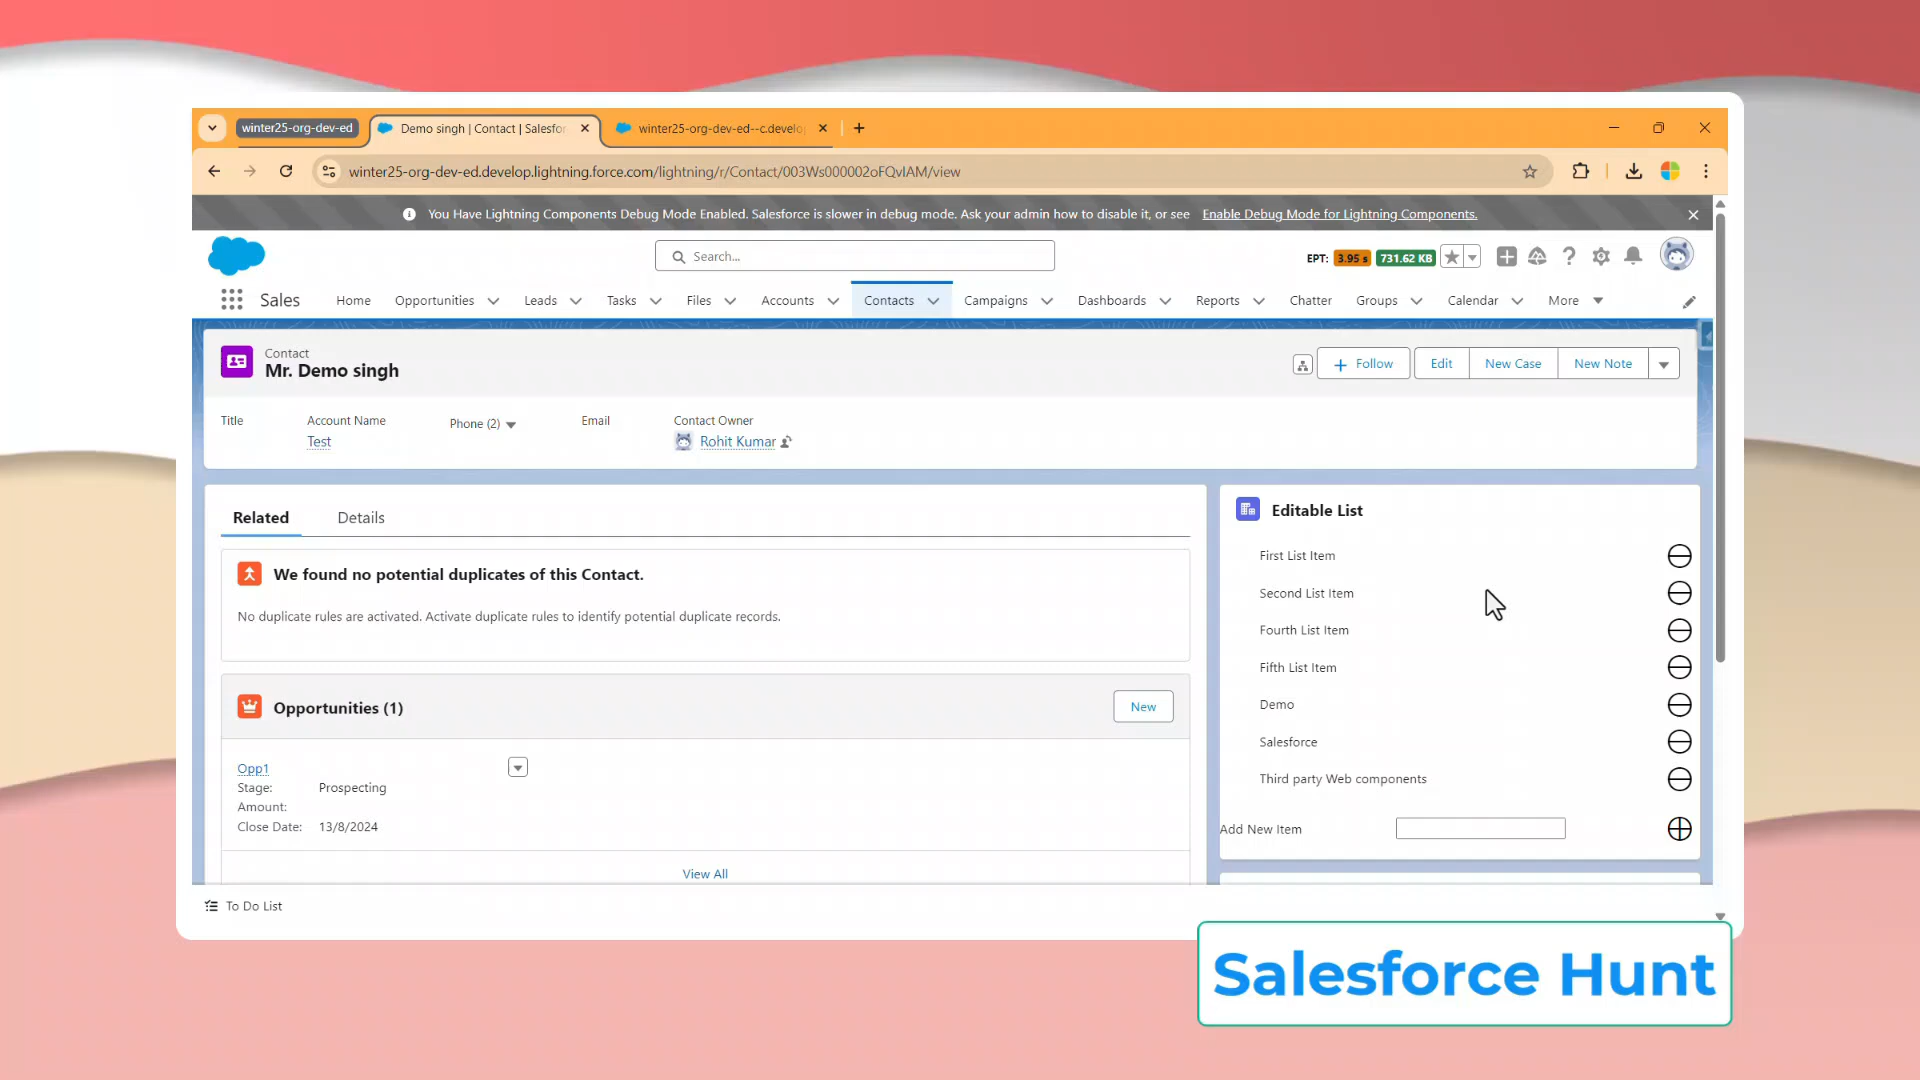 winter25-org-dev-ed
Demo singh | Contact | Salesfor
winter25-org-dev-ed--c.develo
winter25-org-dev-ed.develop.lightning.force.com/lightning/r/Contact/003Ws000002oFQvIAM/view
You Have Lightning Components Debug Mode Enabled. Salesforce is slower in debug mode. Ask your admin how to disable it, or see Enable Debug Mode for Lightning Components.
Search...
EPT: 3.95 s 731.62 KB
Sales Home Opportunities Leads Tasks Files Accounts Contacts Campaigns Dashboards Reports Chatter Groups Calendar More
Contact
Mr. Demo singh
Follow Edit New Case New Note
Title Account Name Phone (2) Email Contact Owner
Test Rohit Kumar
Related Details
We found no potential duplicates of this Contact.
No duplicate rules are activated. Activate duplicate rules to identify potential duplicate records.
Opportunities (1)
New
Opp1
Stage: Prospecting
Amount:
Close Date: 13/8/2024
View All
Editable List
First List Item
Second List Item
Fourth List Item
Fifth List Item
Demo
Salesforce
Third party Web components
Add New Item
To Do List
Salesforce Hunt